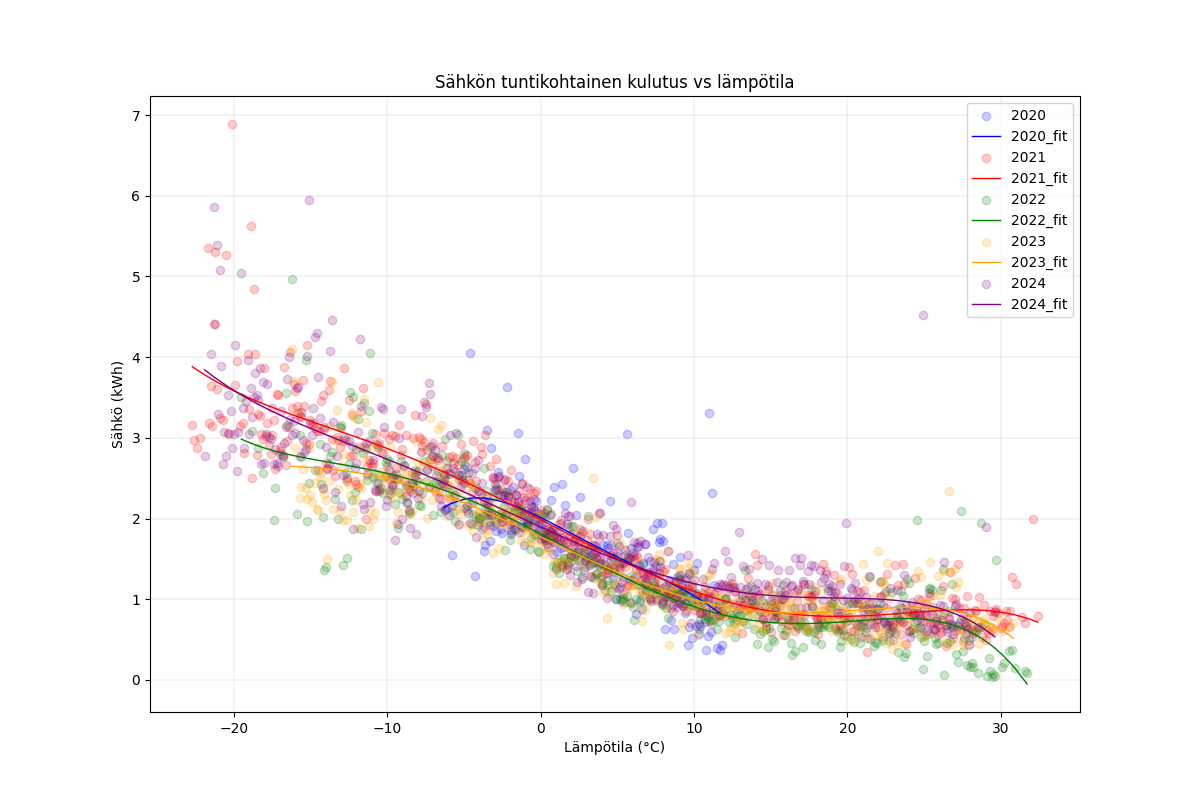 Sähkön tuntikohtainen kulutus vs lämpötila
7
6
5
4
3
2
1
0
Sähkö (kWh)
−20
−10
0
10
20
30
Lämpötila (°C)
2020
2020_fit
2021
2021_fit
2022
2022_fit
2023
2023_fit
2024
2024_fit